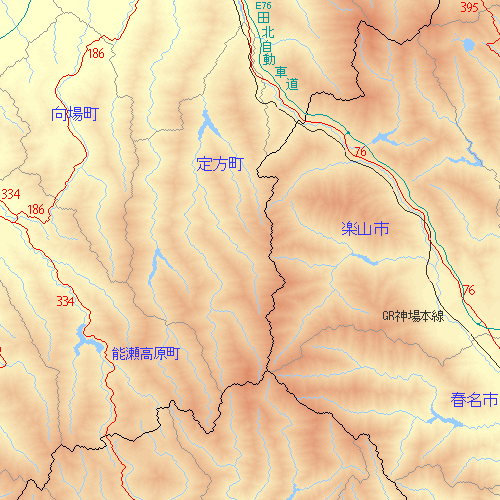 E76
田北自動車道
395
186
向場町
定方町
76
334
186
楽山市
334
76
GR神場本線
能瀬高原町
春名市